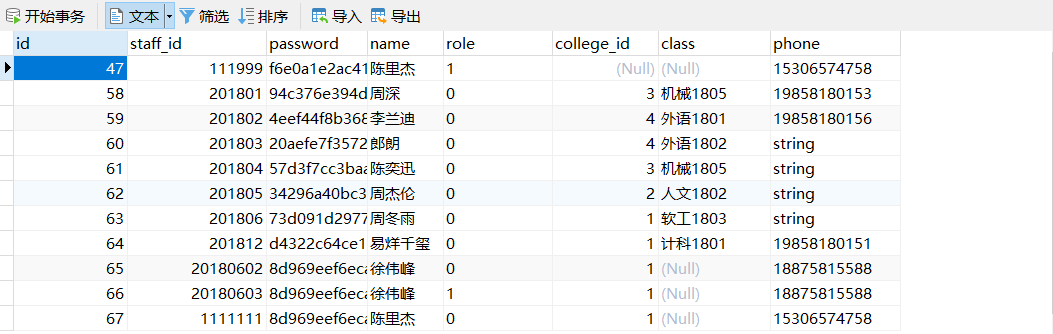 开始事务 文本 筛选 排序 导入 导出
id staff_id password name role college_id class phone
47 111999 f6e0a1e2ac41 陈里杰 1 (Null) (Null) 15306574758
58 201801 94c376e394d 周深 0 3 机械1805 19858180153
59 201802 4eef44f8b368 李兰迪 0 4 外语1801 19858180156
60 201803 20aefe7f3572 郎朗 0 4 外语1802 string
61 201804 57d3f7cc3baa 陈奕迅 0 3 机械1805 string
62 201805 34296a40bc3 周杰伦 0 2 人文1802 string
63 201806 73d091d2977 周冬雨 0 1 软工1803 string
64 201812 d4322c64ce1 易烊千玺 0 1 计科1801 19858180151
65 20180602 8d969eef6eca 徐伟峰 0 1 (Null) 18875815588
66 20180603 8d969eef6eca 徐伟峰 1 1 (Null) 18875815588
67 1111111 8d969eef6eca 陈里杰 0 1 (Null) 15306574758